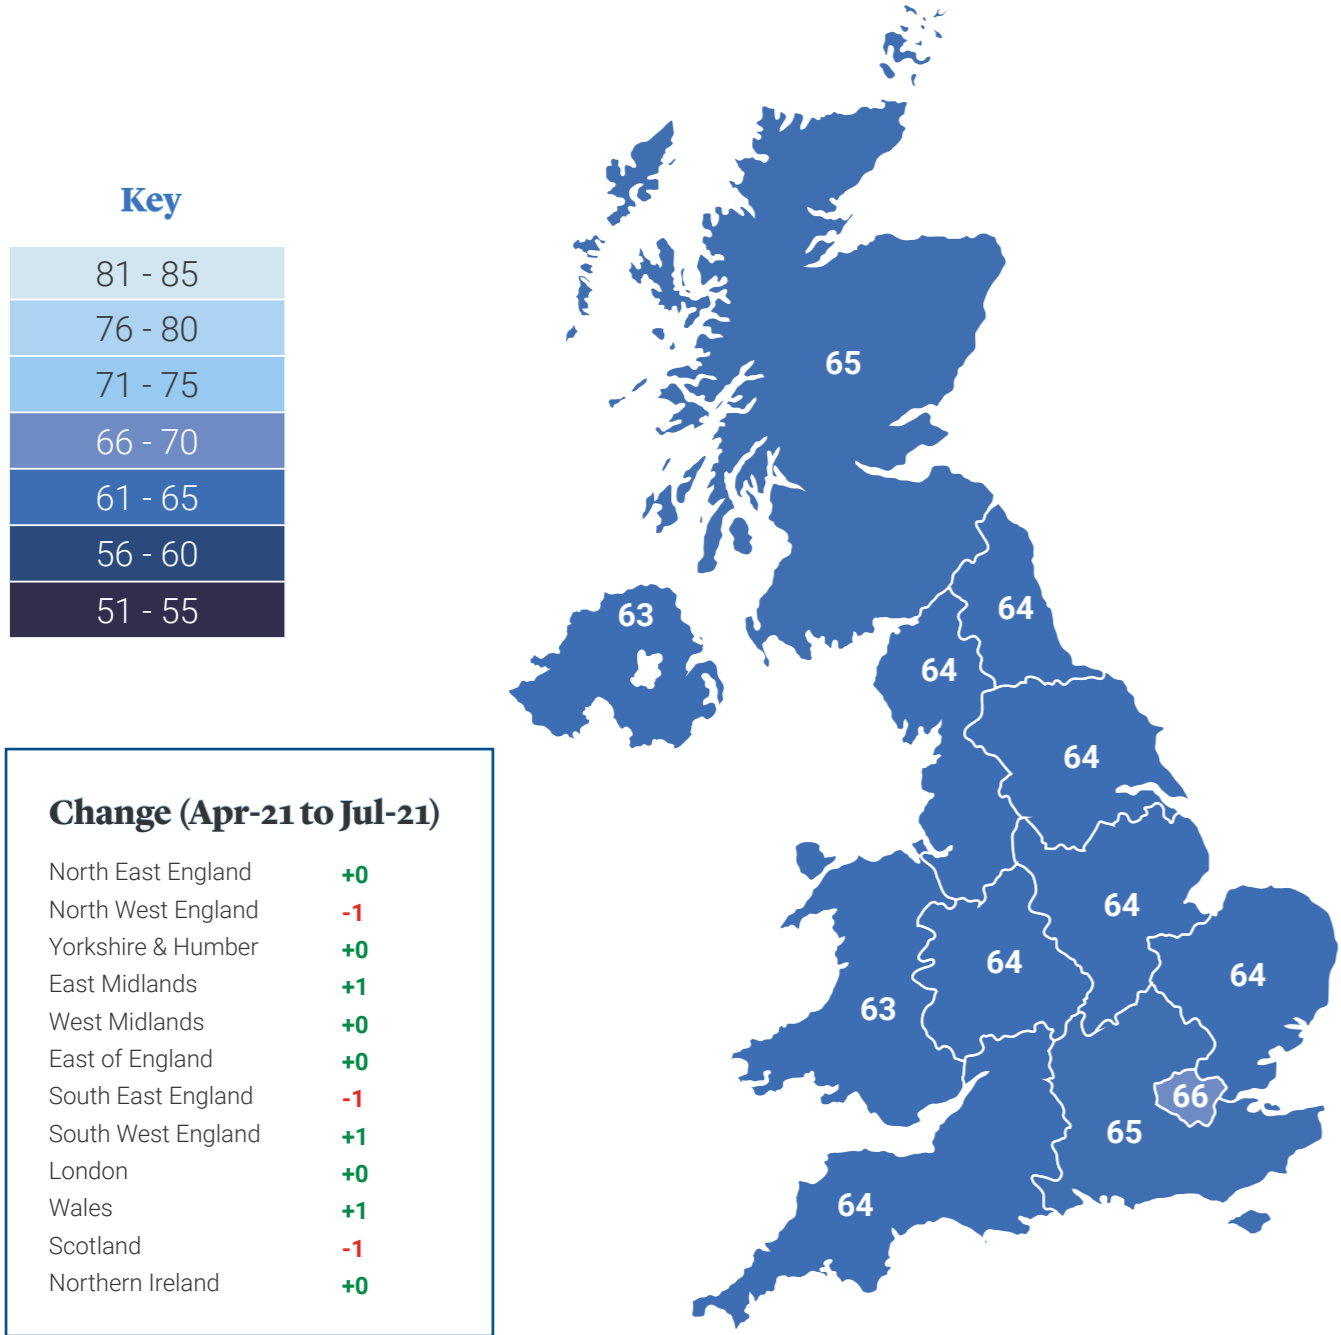 Key
81 - 85
76 - 80
71 - 75
66 - 70
61 - 65
56 - 60
51 - 55
65
63
64
64
64
64
64
64
63
66
65
64
Change (Apr-21 to Jul-21)
North East England +0
North West England -1
Yorkshire & Humber +0
East Midlands +1
West Midlands +0
East of England +0
South East England -1
South West England +1
London +0
Wales +1
Scotland -1
Northern Ireland +0